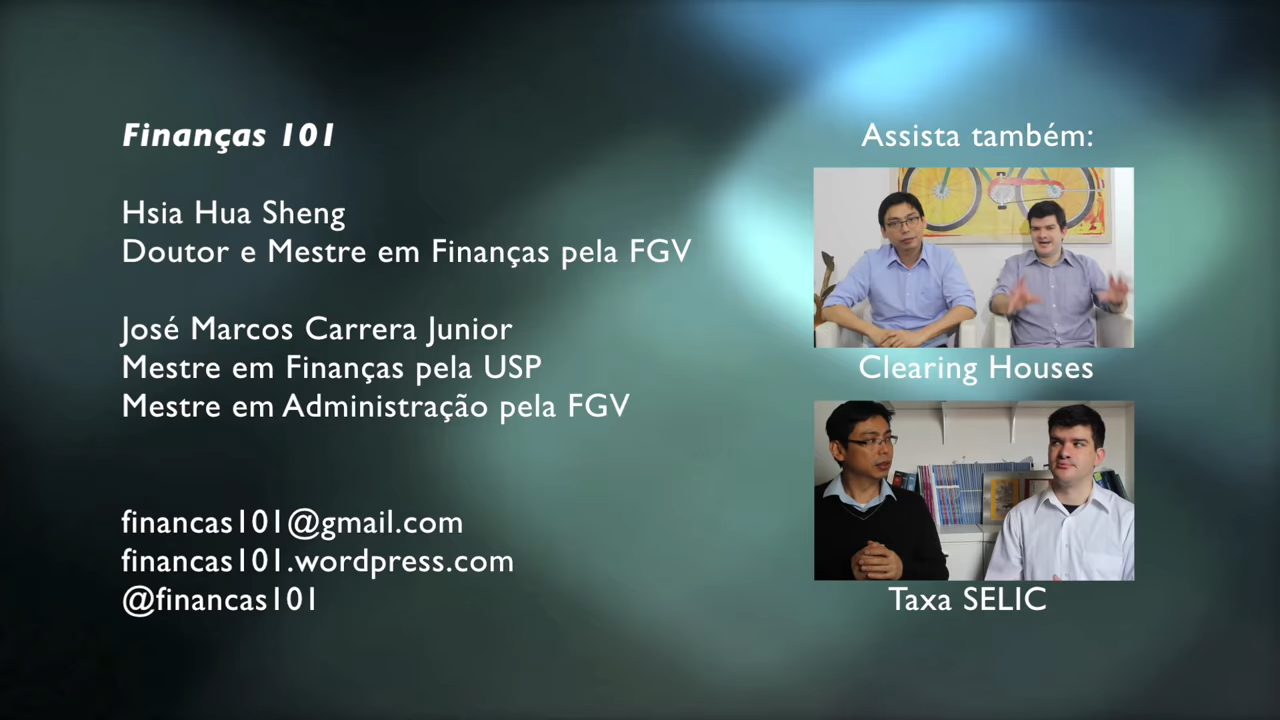 Finanças 101
Hsia Hua Sheng
Doutor e Mestre em Finanças pela FGV
José Marcos Carrera Junior
Mestre em Finanças pela USP
Mestre em Administração pela FGV
financas101@gmail.com
financas101.wordpress.com
@financas101
Assista também:
Clearing Houses
Taxa SELIC